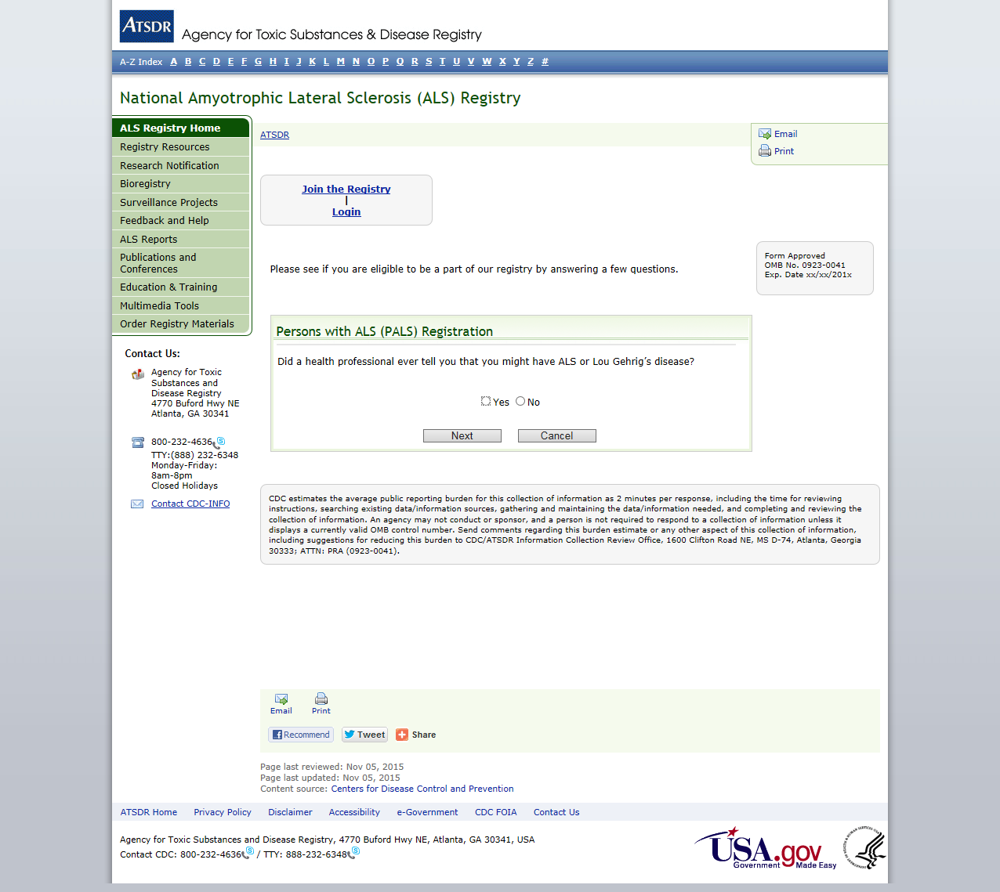 ATSDR
Agency for Toxic Substances & Disease Registry
A-Z Index A B C D E F G H I J K L M N O P Q R S T U V W X Y Z #
National Amyotrophic Lateral Sclerosis (ALS) Registry
ALS Registry Home
Registry Resources
Research Notification
Bioregistry
Surveillance Projects
Feedback and Help
ALS Reports
Publications and
Conferences
Education & Training
Multimedia Tools
Order Registry Materials
Contact Us:
Agency for Toxic
Substances and
Disease Registry
4770 Buford Hwy NE
Atlanta, GA 30341
800-232-4636
TTY:(888) 232-6348
Monday-Friday:
8am-8pm
Closed Holidays
Contact CDC-INFO
ATSDR
Email
Print
Join the Registry
|
Login
Please see if you are eligible to be a part of our registry by answering a few questions.
Form Approved
OMB No. 0923-0041
Exp. Date xx/xx/201x
Persons with ALS (PALS) Registration
Did a health professional ever tell you that you might have ALS or Lou Gehrig's disease?
Yes No
Next Cancel
CDC estimates the average public reporting burden for this collection of information as 2 minutes per response, including the time for reviewing
instructions, searching existing data/information sources, gathering and maintaining the data/information needed, and completing and reviewing the
collection of information. An agency may not conduct or sponsor, and a person is not required to respond to a collection of information unless it
displays a currently valid OMB control number. Send comments regarding this burden estimate or any other aspect of this collection of information,
including suggestions for reducing this burden to CDC/ATSDR Information Collection Review Office, 1600 Clifton Road NE, MS D-74, Atlanta, Georgia
30333; ATTN: PRA (0923-0041).
Email Print
Recommend Tweet Share
Page last reviewed: Nov 05, 2015
Page last updated: Nov 05, 2015
Content source: Centers for Disease Control and Prevention
ATSDR Home Privacy Policy Disclaimer Accessibility e-Government CDC FOIA Contact Us
Agency for Toxic Substances and Disease Registry, 4770 Buford Hwy NE, Atlanta, GA 30341, USA
Contact CDC: 800-232-4636 / TTY: 888-232-6348
USA.gov
Government Made Easy